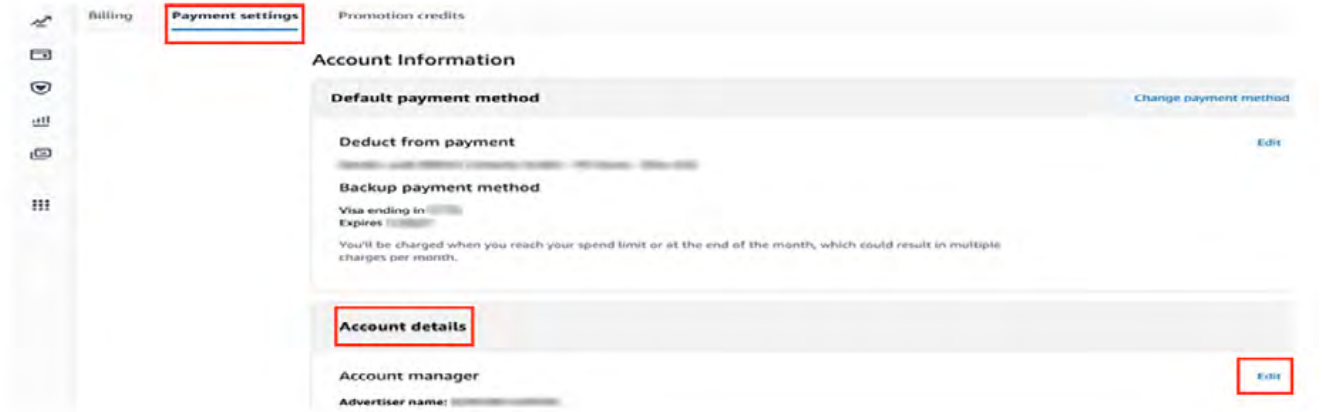 Billing
Payment settings
Promotion credits
Account Information
Default payment method
Change payment method
Deduct from payment
Edit
Backup payment method
Visa ending in
Expires
You'll be charged when you reach your spend limit or at the end of the month, which could result in multiple
charges per month.
Account details
Account manager
Edit
Advertiser name: